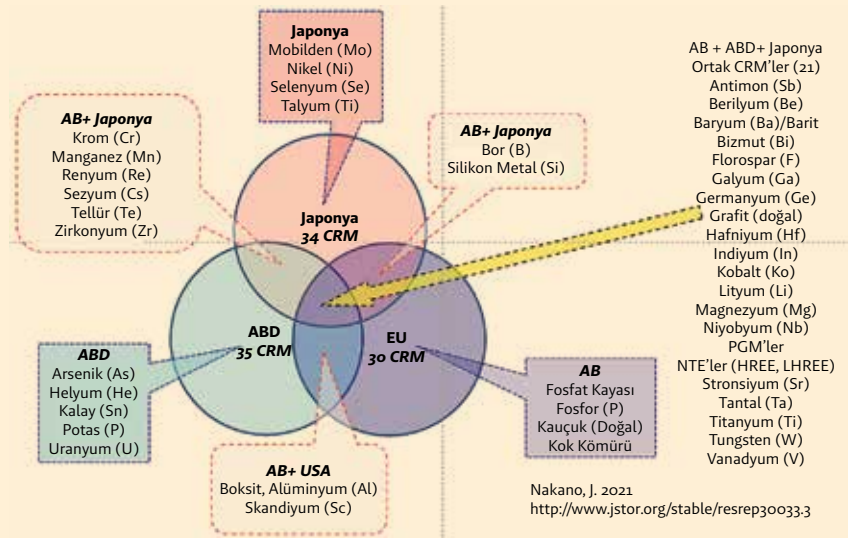 Japonya
Mobilden (Mo)
Nikel (Ni)
Selenyum (Se)
Talyum (Ti)
AB+ Japonya
Krom (Cr)
Manganez (Mn)
Renyum (Re)
Sezyum (Cs)
Tellür (Te)
Zirkonyum (Zr)
AB+ Japonya
Bor (B)
Silikon Metal (Si)
Japonya
34 CRM
ABD
35 CRM
EU
30 CRM
ABD
Arsenik (As)
Helyum (He)
Kalay (Sn)
Potas (P)
Uranyum (U)
AB+ USA
Boksit, Alüminyum (Al)
Skandiyum (Sc)
AB
Fosfat Kayası
Fosfor (P)
Kauçuk (Doğal)
Kok Kömürü
AB + ABD+ Japonya
Ortak CRM'ler (21)
Antimon (Sb)
Berilyum (Be)
Baryum (Ba)/Barit
Bizmut (Bi)
Florospar (F)
Galyum (Ga)
Germanyum (Ge)
Grafit (doğal)
Hafniyum (Hf)
Indiyum (In)
Kobalt (Ko)
Lityum (Li)
Magnezyum (Mg)
Niyobyum (Nb)
PGM'ler
NTE'ler (HREE, LHREE)
Stronsiyum (Sr)
Tantal (Ta)
Titanyum (Ti)
Tungsten (W)
Vanadyum (V)
Nakano, J. 2021
http://www.jstor.org/stable/resrep30033.3